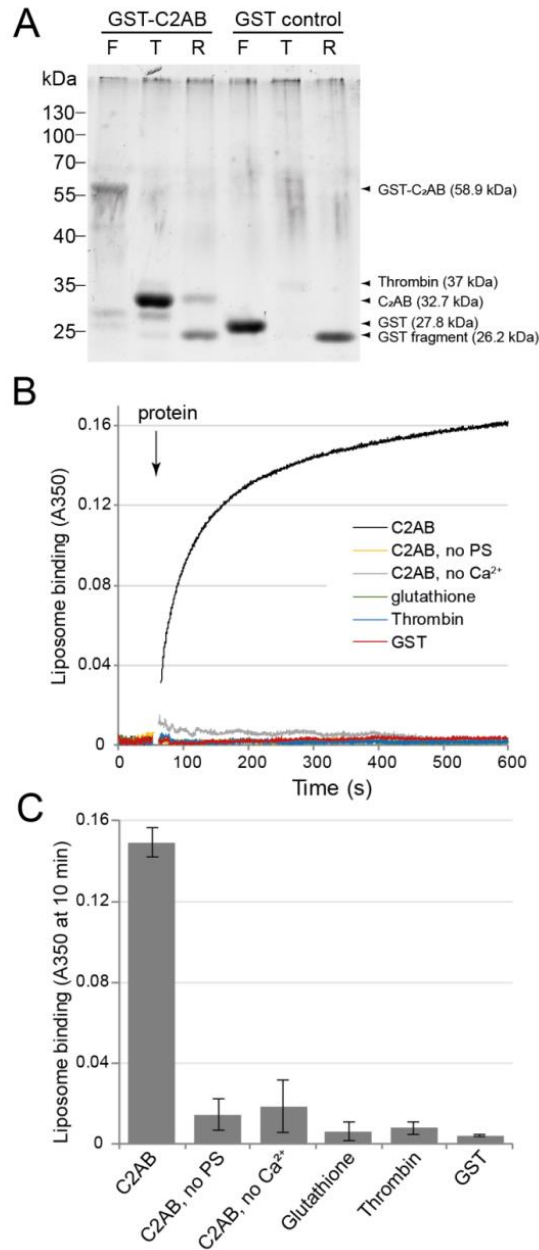 A
GST-C2AB GST control
F T R F T R
kDa
130
100
70
55
40
35
25
GST-C₂AB (58.9 kDa)
Thrombin (37 kDa)
C₂AB (32.7 kDa)
GST (27.8 kDa)
GST fragment (26.2 kDa)
B
protein
Liposome binding (A350)
0.16
0.12
0.08
0.04
0
C2AB
C2AB, no PS
C2AB, no Ca²⁺
glutathione
Thrombin
GST
0 100 200 300 400 500 600
Time (s)
C
Liposome binding (A350 at 10 min)
0.16
0.12
0.08
0.04
0
C2AB
C2AB, no PS
C2AB, no Ca²⁺
Glutathione
Thrombin
GST